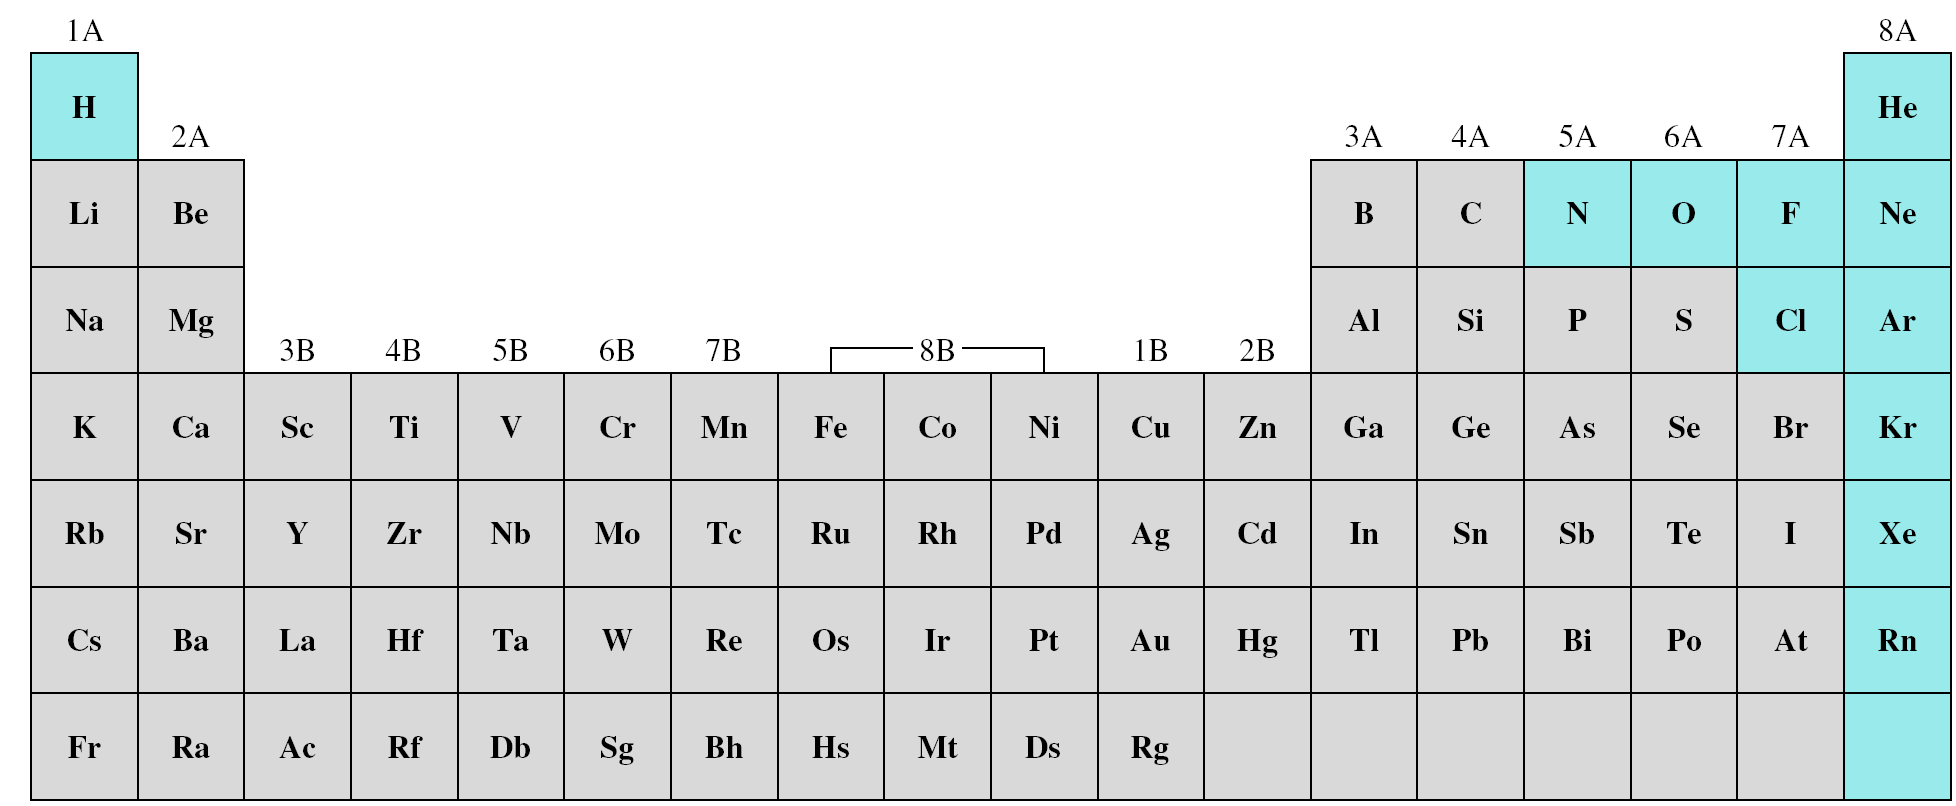 1A 8A
H He
2A 3A 4A 5A 6A 7A
Li Be B C N O F Ne
Na Mg Al Si P S Cl Ar
3B 4B 5B 6B 7B 8B 1B 2B
K Ca Sc Ti V Cr Mn Fe Co Ni Cu Zn Ga Ge As Se Br Kr
Rb Sr Y Zr Nb Mo Tc Ru Rh Pd Ag Cd In Sn Sb Te I Xe
Cs Ba La Hf Ta W Re Os Ir Pt Au Hg Tl Pb Bi Po At Rn
Fr Ra Ac Rf Db Sg Bh Hs Mt Ds Rg